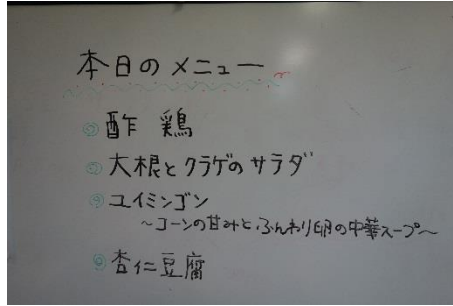 本日のメニュー
◎酢鶏
◎大根とクラゲのサラダ
◎ユイミンゴン
～コーンの甘みとふんわり卵の中華スープ～
◎杏仁豆腐